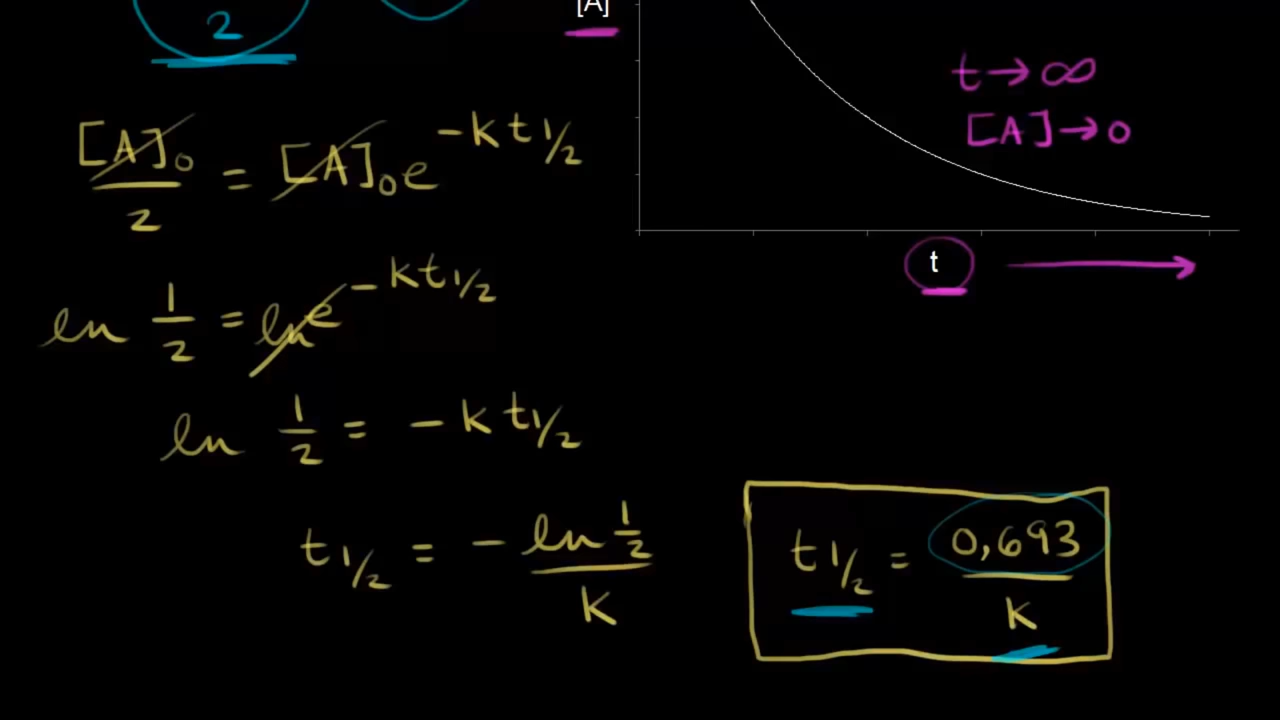 2
[A]
t → ∞
[A] → 0
[A]₀/2 = [A]₀e^-kt1/2
t
ln 1/2 = ln e^-kt1/2
ln 1/2 = -kt1/2
t1/2 = - ln 1/2 / k
t1/2 = 0,693 / k